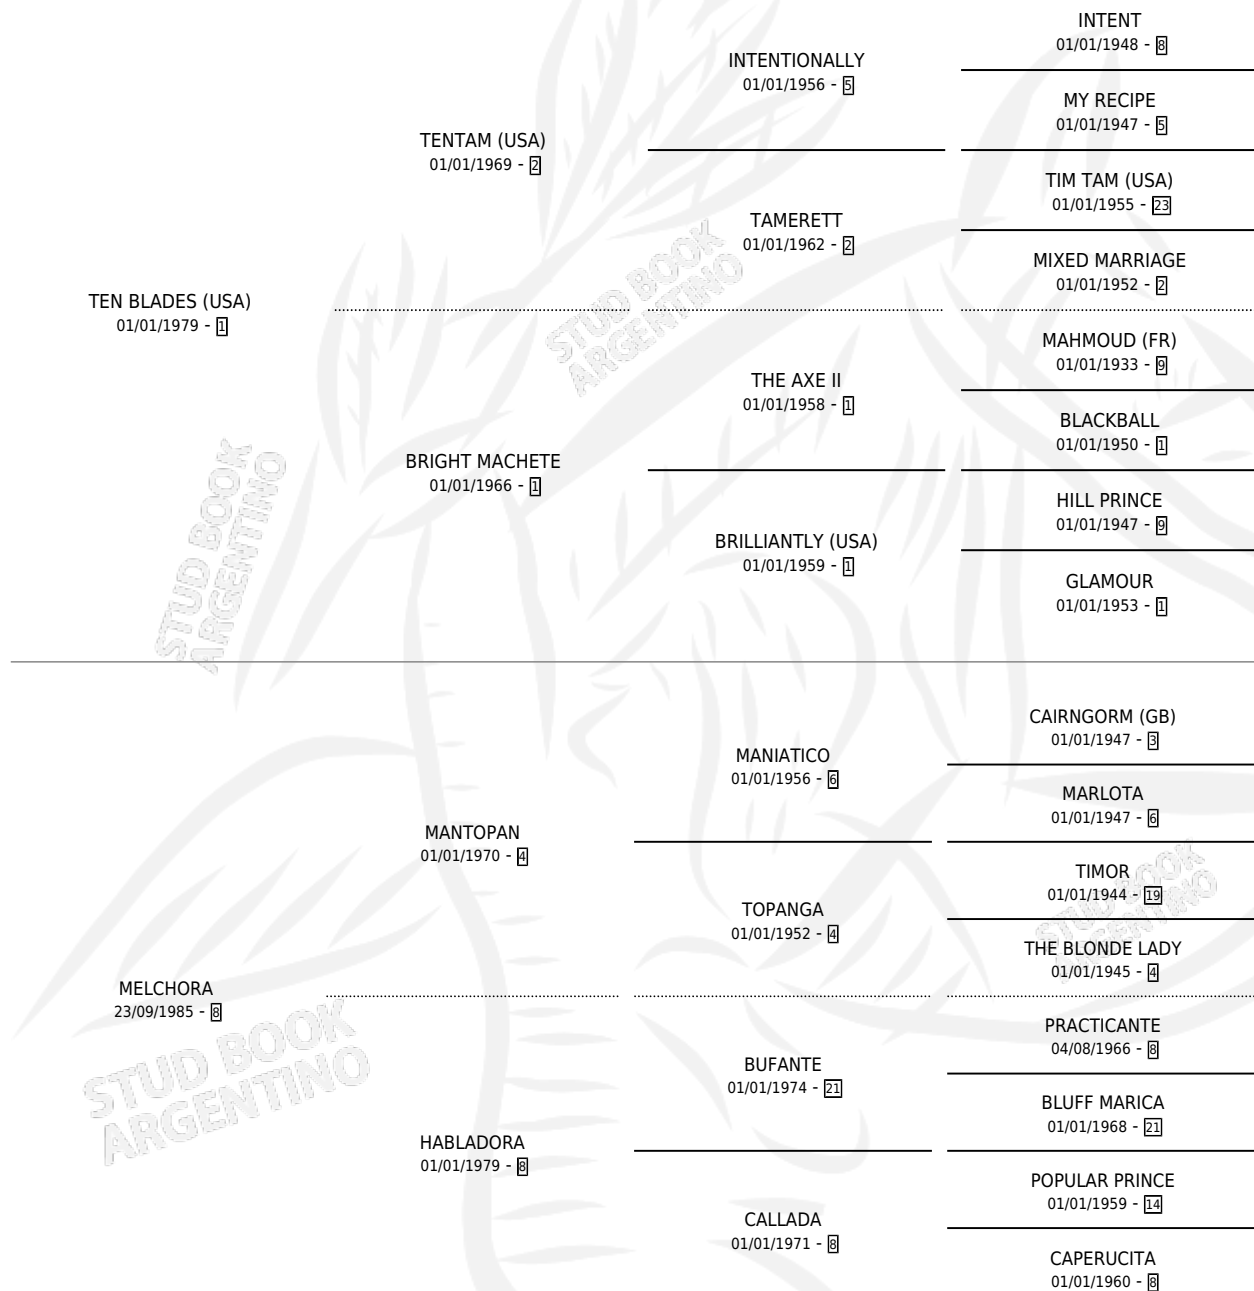 INTENT
01/01/1948 - 8
INTENTIONALLY
01/01/1956 - 5
MY RECIPE
01/01/1947 - 5
TENTAM (USA)
01/01/1969 - 2
TIM TAM (USA)
01/01/1955 - 23
TAMERETT
01/01/1962 - 2
MIXED MARRIAGE
01/01/1952 - 2
TEN BLADES (USA)
01/01/1979 - 1
STUD BOOK
ARGENTINO
MAHMOUD (FR)
01/01/1933 - 9
THE AXE II
01/01/1958 - 1
BLACKBALL
01/01/1950 - 1
BRIGHT MACHETE
01/01/1966 - 1
HILL PRINCE
01/01/1947 - 9
BRILLIANTLY (USA)
01/01/1959 - 1
GLAMOUR
01/01/1953 - 1
STUD BOOK
ARGENTINO
CAIRNGORM (GB)
01/01/1947 - 3
MANIATICO
01/01/1956 - 6
MARLOTA
01/01/1947 - 6
MANTOPAN
01/01/1970 - 4
TIMOR
01/01/1944 - 19
TOPANGA
01/01/1952 - 4
STUD BOOK
ARGENTINO
THE BLONDE LADY
01/01/1945 - 4
MELCHORA
23/09/1985 - 8
STUD BOOK
ARGENTINO
PRACTICANTE
04/08/1966 - 8
BUFANTE
01/01/1974 - 21
BLUFF MARICA
01/01/1968 - 21
HABLADORA
01/01/1979 - 8
POPULAR PRINCE
01/01/1959 - 14
CALLADA
01/01/1971 - 8
CAPERUCITA
01/01/1960 - 8